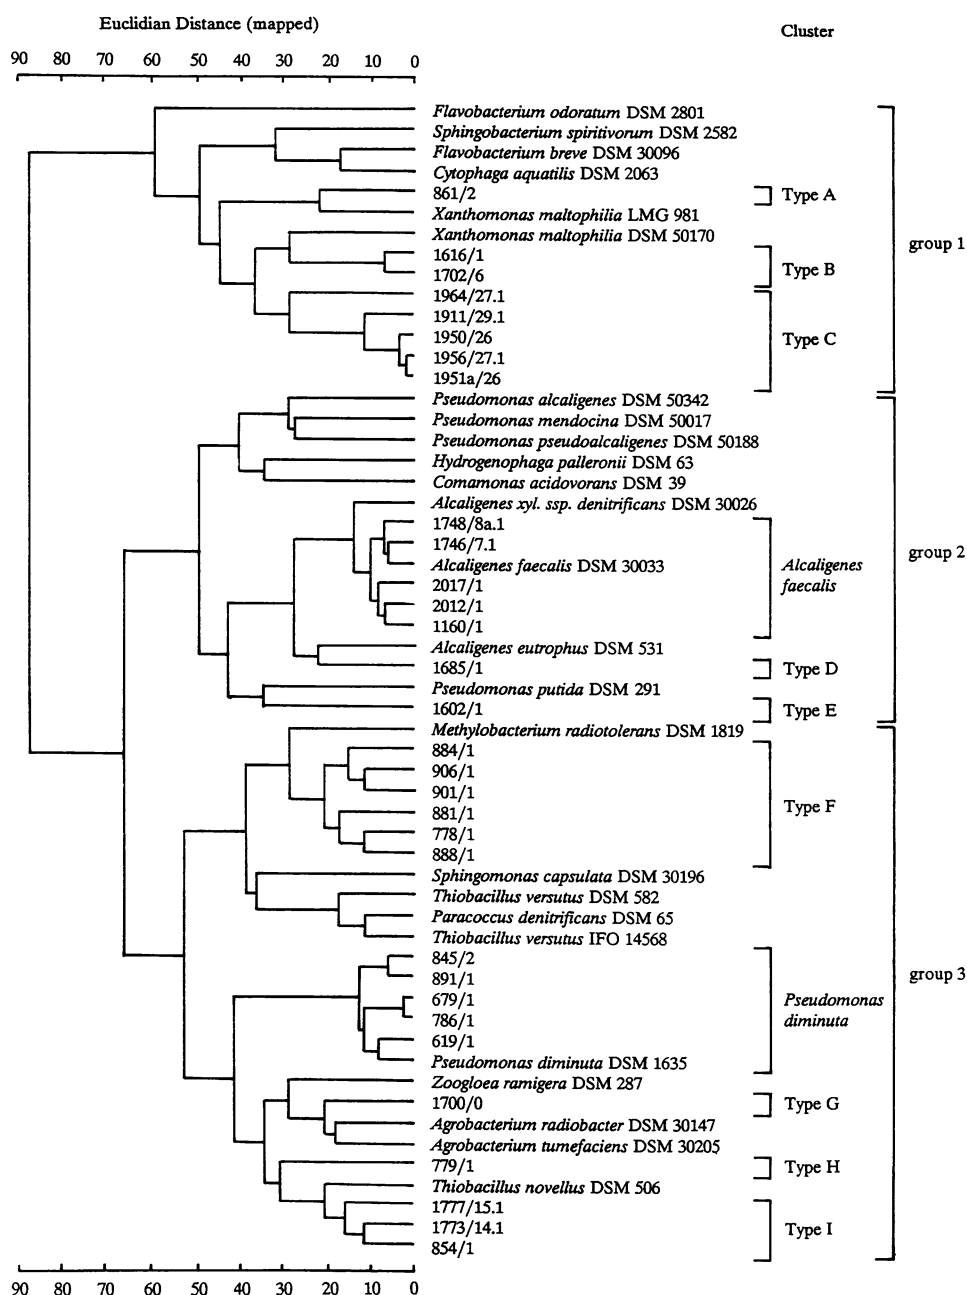 Euclidian Distance (mapped)
Cluster
90 80 70 60 50 40 30 20 10 0
Flavobacterium odoratum DSM 2801
Sphingobacterium spiritivorum DSM 2582
Flavobacterium breve DSM 30096
Cytophaga aquatilis DSM 2063
861/2
Type A
Xanthomonas maltophilia LMG 981
Xanthomonas maltophilia DSM 50170
group 1
1616/1
Type B
1702/6
1964/27.1
1911/29.1
1950/26
Type C
1956/27.1
1951a/26
Pseudomonas alcaligenes DSM 50342
Pseudomonas mendocina DSM 50017
Pseudomonas pseudoalcaligenes DSM 50188
Hydrogenophaga palleronii DSM 63
Comamonas acidovorans DSM 39
Alcaligenes xyl. ssp. denitrificans DSM 30026
1748/8a.1
1746/7.1
group 2
Alcaligenes faecalis DSM 30033
Alcaligenes
faecalis
2017/1
2012/1
1160/1
Alcaligenes eutrophus DSM 531
1685/1
Type D
Pseudomonas putida DSM 291
1602/1
Type E
Methylobacterium radiotolerans DSM 1819
884/1
906/1
901/1
Type F
881/1
778/1
888/1
Sphingomonas capsulata DSM 30196
Thiobacillus versutus DSM 582
Paracoccus denitrificans DSM 65
Thiobacillus versutus IFO 14568
845/2
891/1
group 3
679/1
Pseudomonas
diminuta
786/1
619/1
Pseudomonas diminuta DSM 1635
Zoogloea ramigera DSM 287
1700/0
Type G
Agrobacterium radiobacter DSM 30147
Agrobacterium tumefaciens DSM 30205
779/1
Type H
Thiobacillus novellus DSM 506
1777/15.1
1773/14.1
Type I
854/1
90 80 70 60 50 40 30 20 10 0